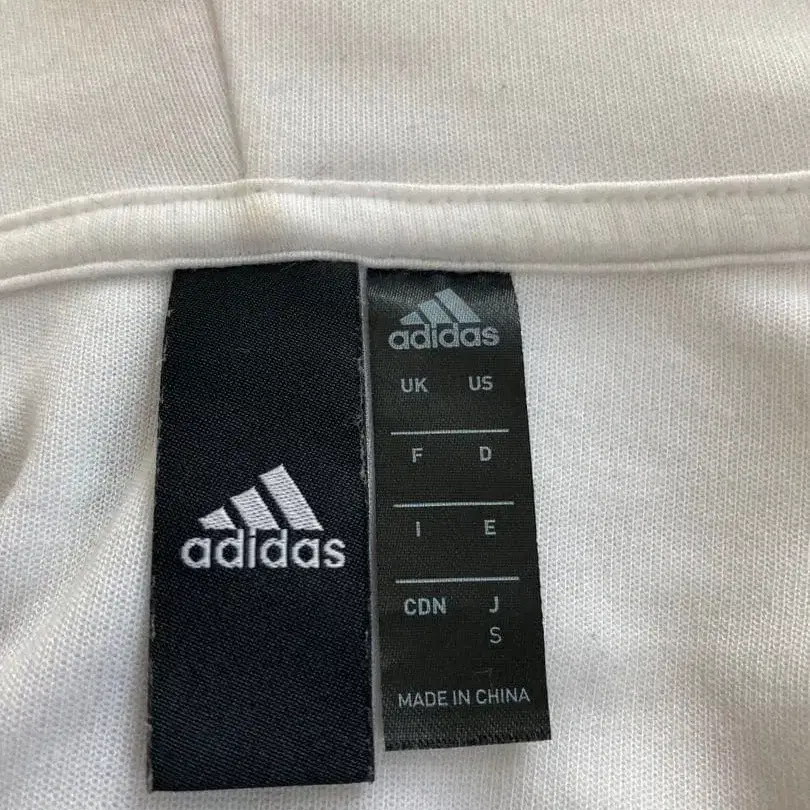 adidas
adidas
UK US
F D
I E
CDN J
S
MADE IN CHINA